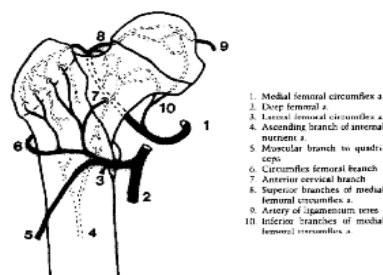 8
9
7
10
1
6
3
2
5
4
1. Medial femoral circumflex a
2. Deep femoral a.
3. Lateral femoral circumflex a
4. Ascending branch of internal
nutrient a.
5. Muscular branch to quadri-
ceps
6. Circumflex femoral branch
7. Anterior cervical branch
8. Superior branches of medial
femoral circumflex a.
9. Artery of ligamentum teres
10. Inferior branches of medial
femoral circumflex a.